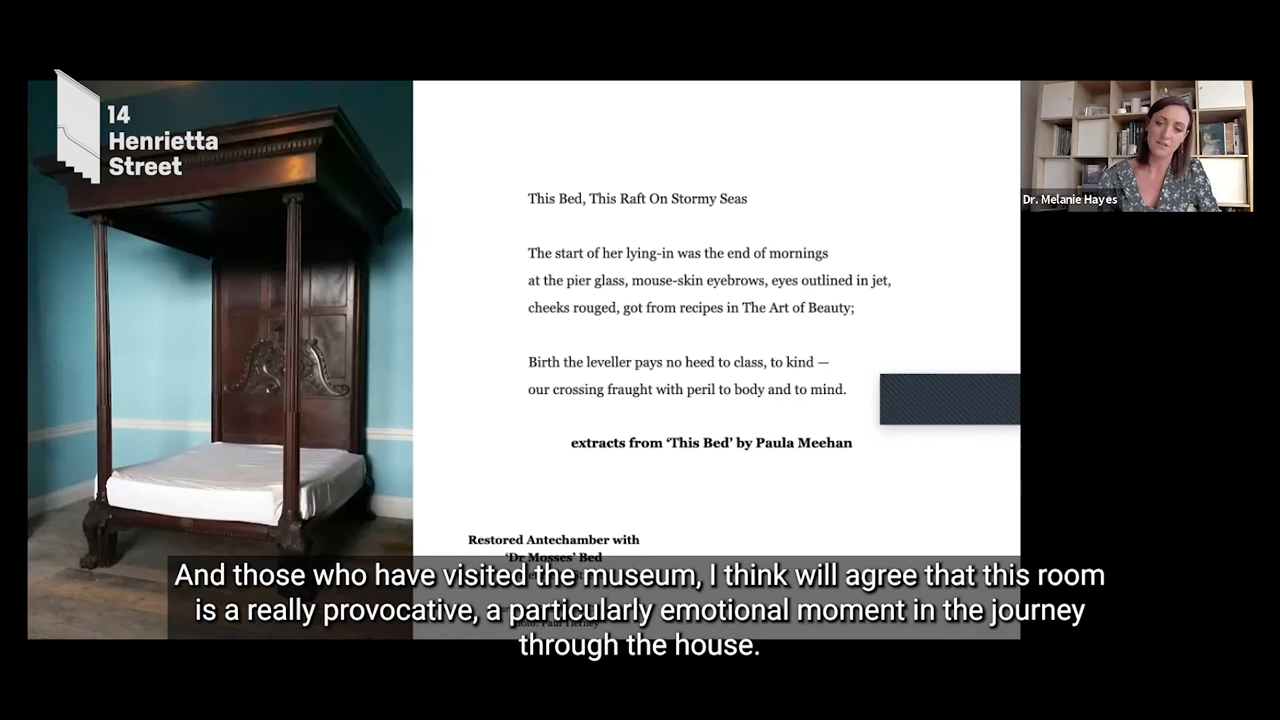 14
Henrietta
Street
Dr. Melanie Hayes
This Bed, This Raft On Stormy Seas
The start of her lying-in was the end of mornings
at the pier glass, mouse-skin eyebrows, eyes outlined in jet,
cheeks rouged, got from recipes in The Art of Beauty;
Birth the leveller pays no heed to class, to kind —
our crossing fraught with peril to body and to mind.
extracts from ‘This Bed’ by Paula Meehan
Restored Antechamber with
‘Dr Mosses’ Bed
And those who have visited the museum, I think will agree that this room
is a really provocative, a particularly emotional moment in the journey
through the house.